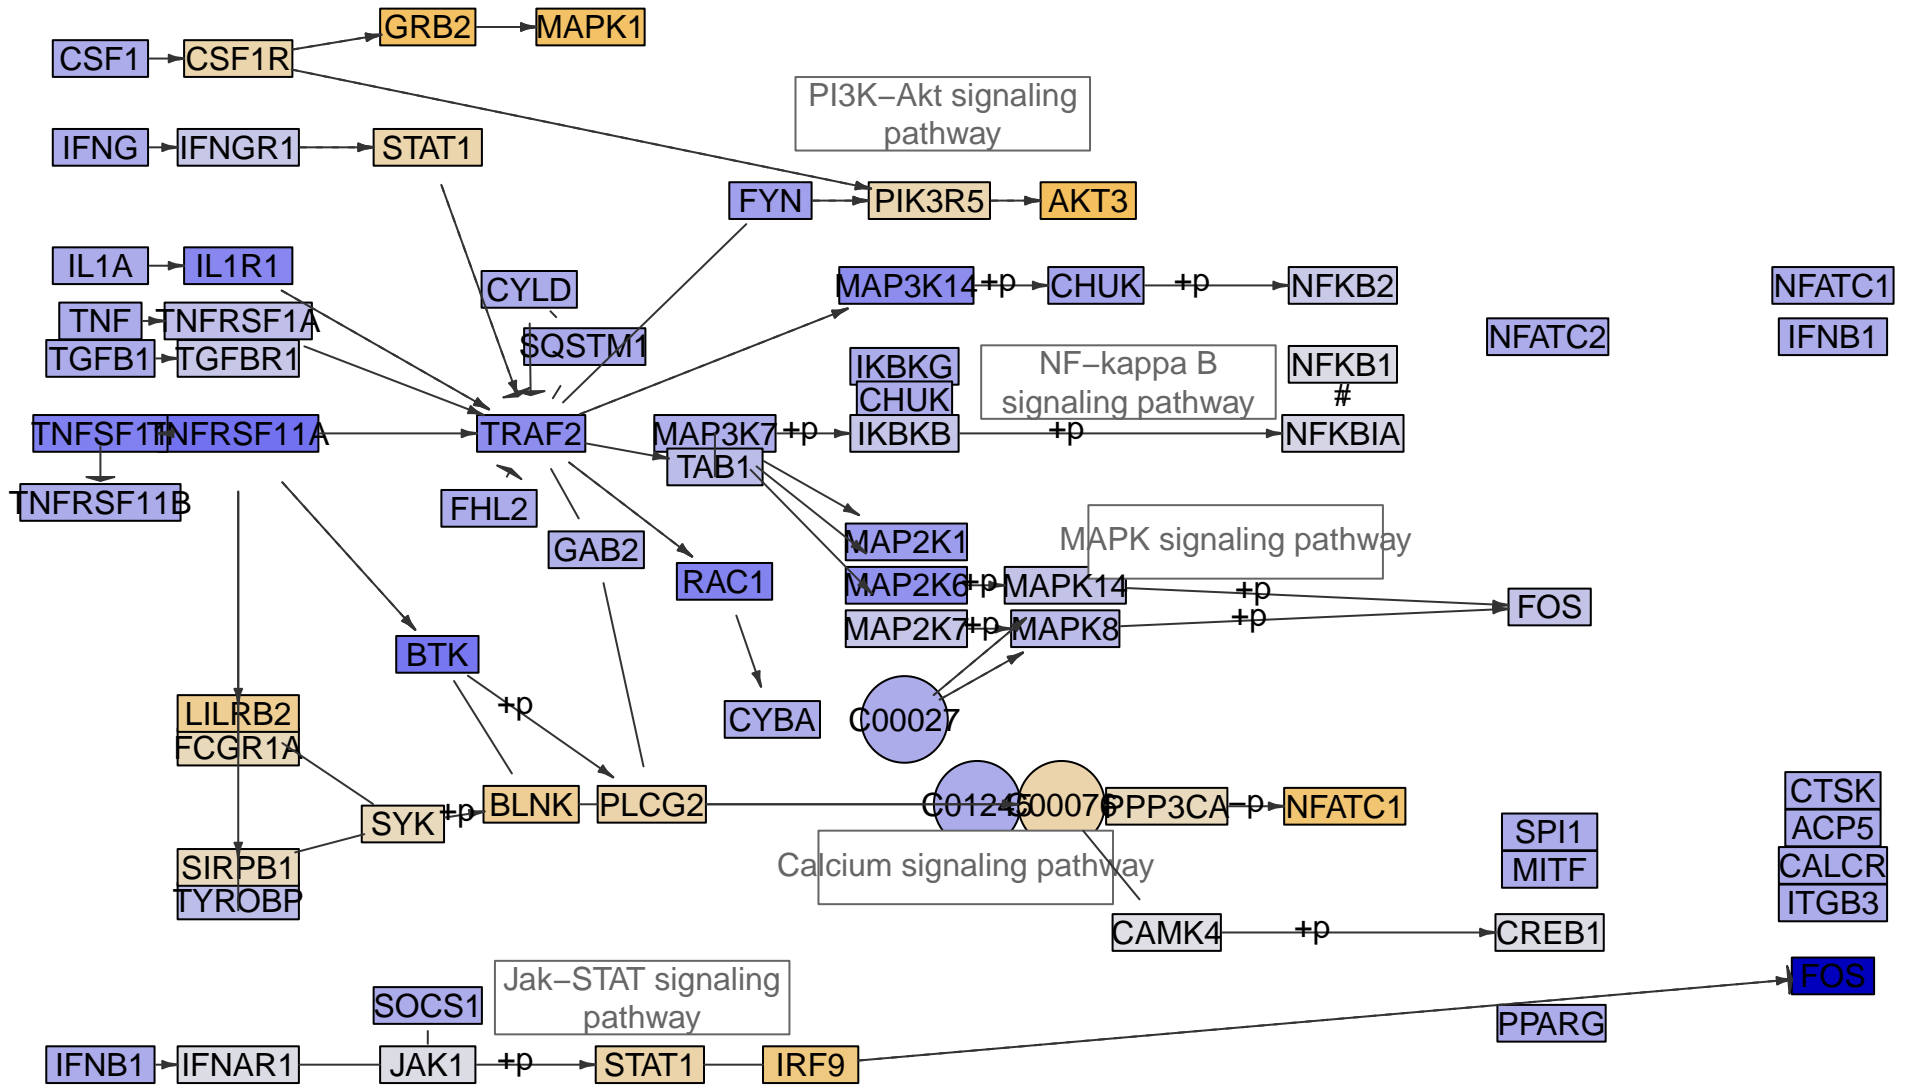 GRB2
MAPK1
CSF1
CSF1R
PI3K−Akt signaling
pathway
IFNG
IFNGR1
STAT1
FYN
PIK3R5
AKT3
IL1A
IL1R1
CYLD
MAP3K14
+p
CHUK
+p
NFKB2
NFATC1
TNF
TNFRSF1A
SQSTM1
NFATC2
IFNB1
TGFB1
TGFBR1
IKBKG
NF−kappa B
signaling pathway
NFKB1
#
CHUK
TNFRSF11A
TRAF2
MAP3K7
+p
IKBKB
+p
NFKBIA
TAB1
TNFRSF11B
FHL2
GAB2
MAP2K1
MAPK signaling pathway
RAC1
MAP2K6
+p
MAPK14
+p
FOS
MAP2K7
+p
MAPK8
+p
BTK
+p
LILRB2
CYBA
C00027
FCGR1A
SYK
+p
BLNK
PLCG2
C00076
PPP3CA
−p
NFATC1
CTSK
SPI1
ACP5
SIRPB1
Calcium signaling pathway
MITF
CALCR
TYROBP
ITGB3
CAMK4
+p
CREB1
Jak−STAT signaling
pathway
FOS
SOCS1
PPARG
IFNB1
IFNAR1
JAK1
+p
STAT1
IRF9